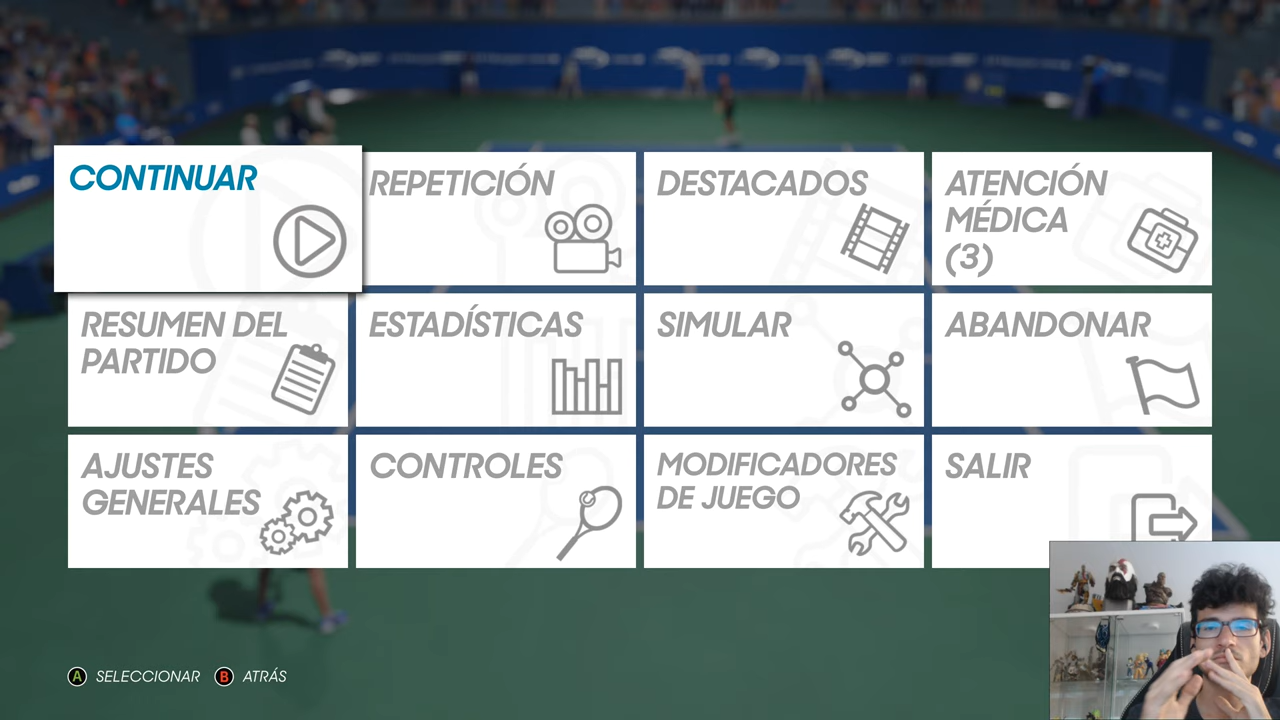 CONTINUAR
REPETICIÓN
DESTACADOS
ATENCIÓN
MÉDICA
(3)
RESUMEN DEL
PARTIDO
ESTADÍSTICAS
SIMULAR
ABANDONAR
AJUSTES
GENERALES
CONTROLES
MODIFICADORES
DE JUEGO
SALIR
A SELECCIONAR B ATRÁS